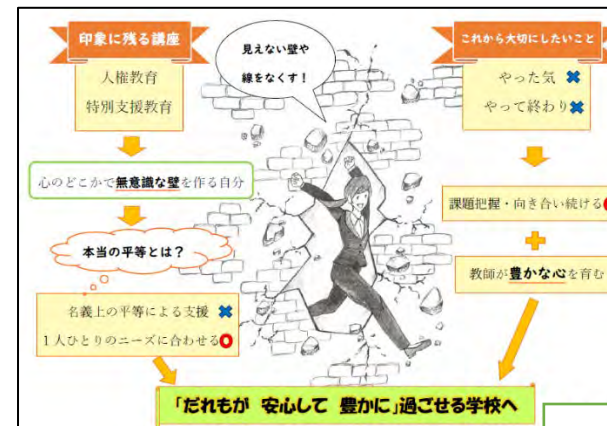 印象に残る講座
人権教育
特別支援教育
心のどこかで無意識な壁を作る自分
本当の平等とは？
名義上の平等による支援 ✖
１人ひとりのニーズに合わせる⭕
見えない壁や
線をなくす！
これから大切にしたいこと
やった気 ✖
やって終わり✖
課題把握・向き合い続ける⭕
教師が豊かな心を育む
「だれもが 安心して 豊かに」過ごせる学校へ